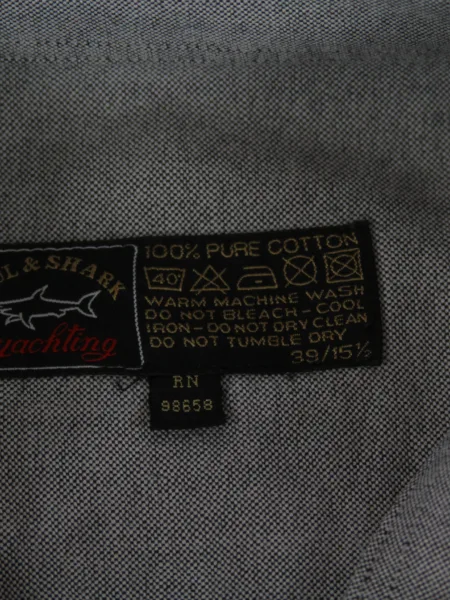 L & SHARK
yachting
100% PURE COTTON
40°
WARM MACHINE WASH
DO NOT BLEACH - COOL
IRON - DO NOT DRY CLEAN
DO NOT TUMBLE DRY
39/15½
RN
98658